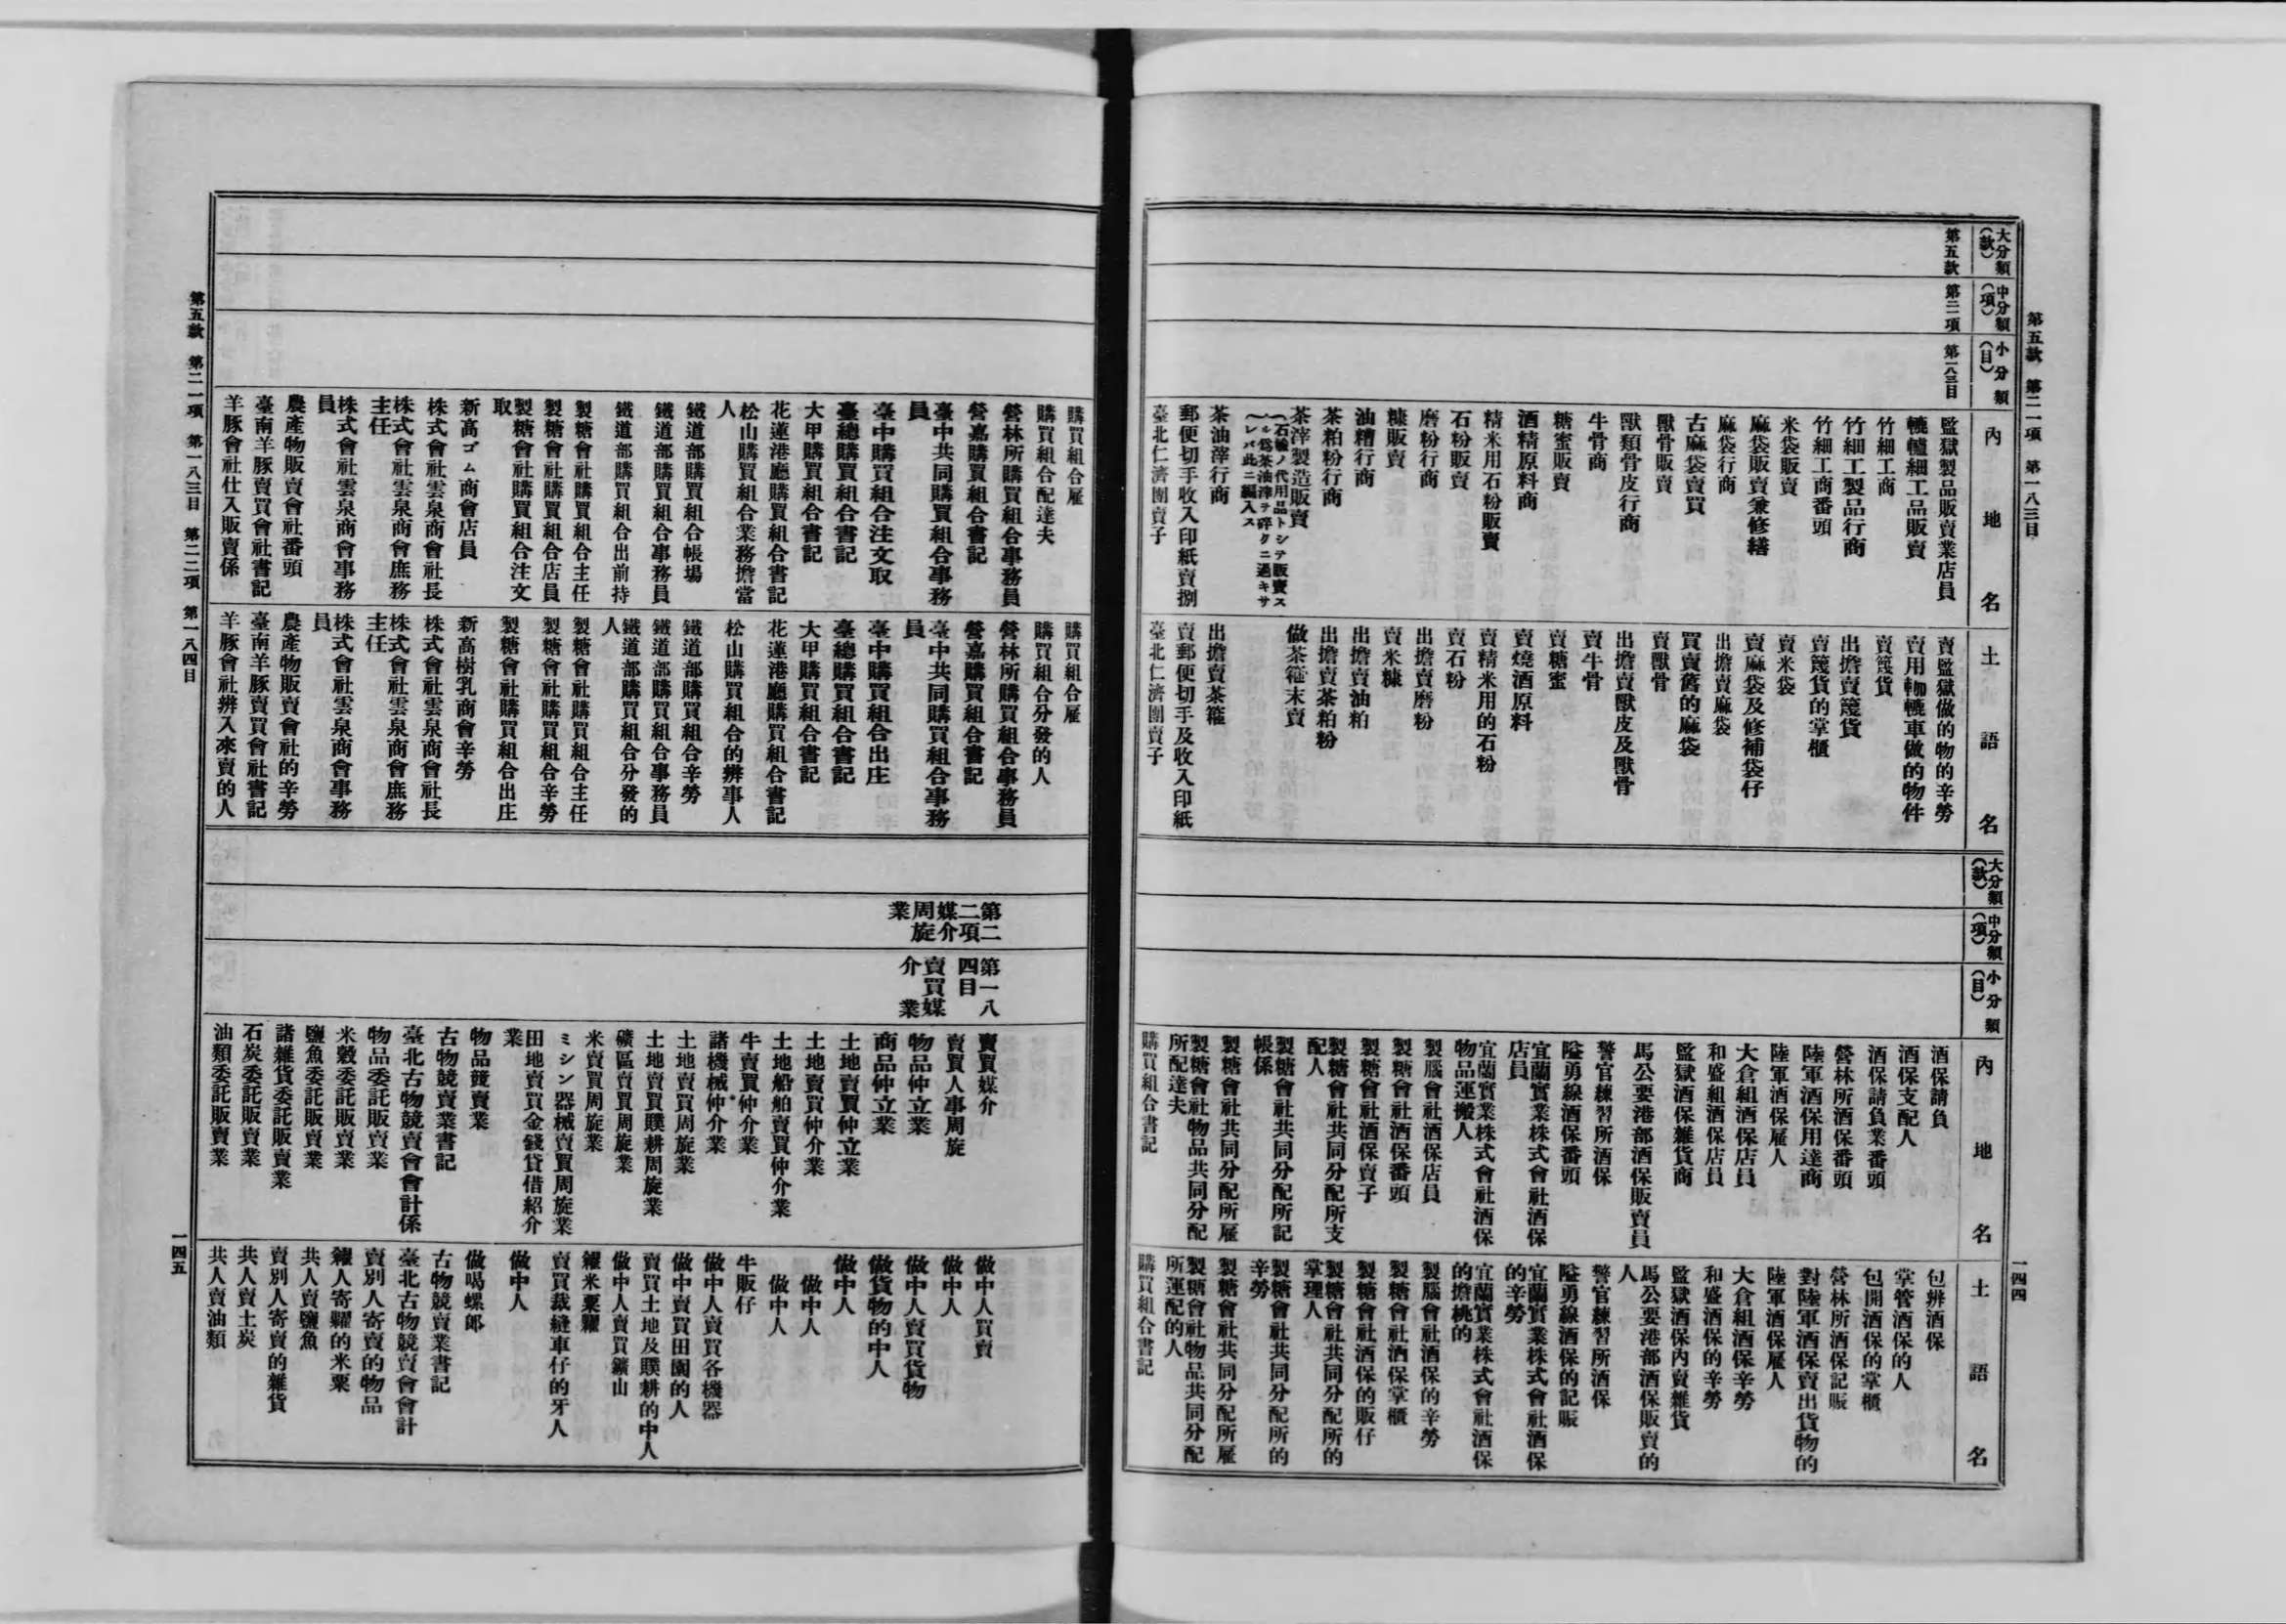 第五款　第二一項　第一八三目
一四四
大分類（款）
中分類（項）
小分類（目）
內地名
土語名
第五款
第二一項
第一八三目
監獄製品販賣業店員
轆轤細工品販賣
竹細工商
竹細工製品行商
竹細工商番頭
米袋販賣
麻袋販賣兼修繕
麻袋行商
古麻袋賣買
獸骨販賣
獸類骨皮行商
牛骨商
糖蜜販賣
酒精原料商
精米用石粉販賣
石粉販賣
磨粉行商
糠販賣
油糟行商
茶粕粉行商
茶滓製造販賣
茶油滓行商
郵便切手收入印紙賣捌
臺北仁濟團賣子
賣監獄做的物的辛勞
賣用轆轤車做的物件
賣篾貨
出擔賣篾貨
賣篾貨的掌櫃
賣米袋
賣麻袋及修補袋仔
出擔賣麻袋
買賣舊的麻袋
賣獸骨
出擔賣獸皮及獸骨
賣牛骨
賣糖蜜
賣燒酒原料
賣精米用的石粉
賣石粉
出擔賣磨粉
賣米糠
出擔賣油粕
出擔賣茶粕粉
做茶箍末賣
出擔賣茶箍
賣郵便切手及收入印紙
臺北仁濟團賣子
大分類（款）
中分類（項）
小分類（目）
內地名
土語名
酒保請負
酒保支配人
酒保請負業番頭
營林所酒保番頭
陸軍酒保用達商
陸軍酒保雇人
大倉組酒保店員
和盛組酒保店員
監獄酒保雜貨商
馬公要港部酒保販賣員
警官練習所酒保
隘勇線酒保番頭
宜蘭實業株式會社酒保
店員
宜蘭實業株式會社酒保
物品運搬人
製腦會社酒保店員
製糖會社酒保番頭
製糖會社酒保賣子
製糖會社共同分配所支
配人
製糖會社共同分配所記
帳係
製糖會社共同分配所雇
製糖會社物品共同分配
所配達夫
購買組合書記
包辨酒保
掌管酒保的人
包開酒保的掌櫃
營林所酒保記賬
對陸軍酒保賣出貨物的
陸軍酒保雇人
大倉組酒保辛勞
和盛酒保的辛勞
監獄酒保內賣雜貨
馬公要港部酒保販賣的
人
警官練習所酒保
隘勇線酒保的記賬
宜蘭實業株式會社酒保
的辛勞
宜蘭實業株式會社酒保
的擔桃的
製腦會社酒保的辛勞
製糖會社酒保掌櫃
製糖會社酒保的販仔
製糖會社共同分配所的
掌理人
製糖會社共同分配所的
辛勞
製糖會社共同分配所雇
製糖會社物品共同分配
所運配的人
購買組合書記
購買組合雇
購買組合配達夫
營林所購買組合事務員
營嘉購買組合書記
臺中共同購買組合事務
員
臺中購買組合注文取
臺總購買組合書記
大甲購買組合書記
花蓮港廳購買組合書記
松山購買組合業務擔當
人
鐵道部購買組合帳場
鐵道部購買組合事務員
鐵道部購買組合出前持
製糖會社購買組合主任
製糖會社購買組合店員
製糖會社購買組合注文
取
新高ゴム商會店員
株式會社雲泉商會社長
株式會社雲泉商會庶務
主任
株式會社雲泉商會事務
員
農產物販賣會社番頭
臺南羊豚賣買會社書記
羊豚會社仕入販賣係
購買組合雇
購買組合分發的人
營林所購買組合事務員
營嘉購買組合書記
臺中共同購買組合事務
員
臺中購買組合出庄
臺總購買組合書記
大甲購買組合書記
花蓮港廳購買組合書記
松山購買組合的辨事人
鐵道部購買組合辛勞
鐵道部購買組合事務員
鐵道部購買組合分發的
人
製糖會社購買組合主任
製糖會社購買組合辛勞
製糖會社購買組合出庄
新高樹乳商會辛勞
株式會社雲泉商會社長
株式會社雲泉商會庶務
主任
株式會社雲泉商會事務
員
農產物販賣會社的辛勞
臺南羊豚賣買會社書記
羊豚會社辨入來賣的人
第二
二項
媒介
周旋
業
第一八
四目
賣買媒
介業
賣買媒介
賣買人事周旋
物品仲立業
商品仲立業
土地賣買仲立業
土地賣買仲介業
土地船舶賣買仲介業
牛賣買仲介業
諸機械仲介業
土地賣買周旋業
土地賣買贌耕周旋業
礦區賣買周旋業
米賣買周旋業
ミシン器械賣買周旋業
田地賣買金錢貸借紹介
業
物品競賣業
古物競賣業書記
臺北古物競賣會會計係
物品委託販賣業
米穀委託販賣業
鹽魚委託販賣業
諸雜貨委託販賣業
石炭委託販賣業
油類委託販賣業
做中人買賣
做中人
做中人賣買貨物
做貨物的中人
做中人
做中人
做中人
牛販仔
做中人賣買各機器
做中賣買田園的人
賣買土地及贌耕的中人
做中人賣買鑛山
糴米粟糶
賣買裁縫車仔的牙人
做中人
做喝螺郎
古物競賣業書記
臺北古物競賣會會計
賣別人寄賣的物品
糶人寄糶的米粟
共人賣鹽魚
賣別人寄賣的雜貨
共人賣土炭
共人賣油類
第五款　第二一項　第一八三目　第二二項　第一八四目
一四五